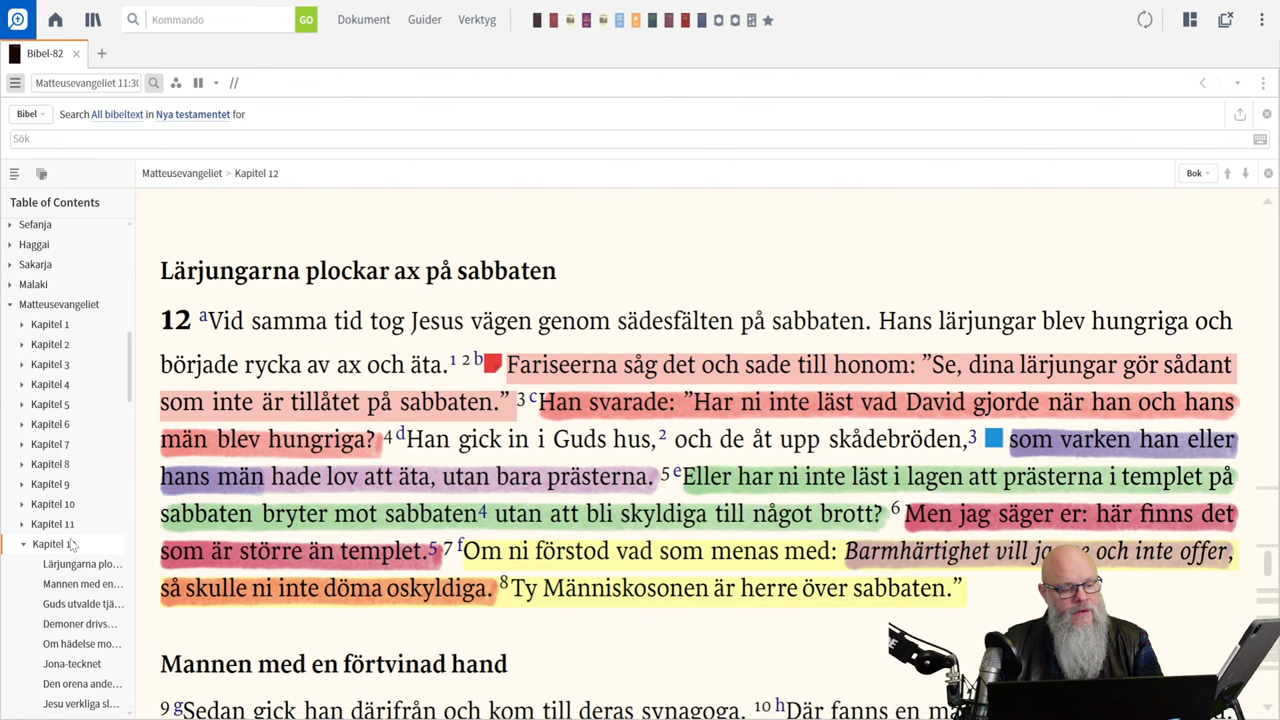 Kommando GO Dokument Guider Verktyg
Bibel-82
Matteusevangeliet 11:30
Bibel Search All bibeltext in Nya testamentet for
Sök
Matteusevangeliet > Kapitel 12 Bok
Table of Contents
Sefanja
Haggai
Sakarja
Malaki
Matteusevangeliet
Kapitel 1
Kapitel 2
Kapitel 3
Kapitel 4
Kapitel 5
Kapitel 6
Kapitel 7
Kapitel 8
Kapitel 9
Kapitel 10
Kapitel 11
Kapitel 1
Lärjungarna plo...
Mannen med en...
Guds utvalde tjä...
Demoner drivs...
Om hädelse mo...
Jona-tecknet
Den orena ande...
Jesu verkliga sl...
Lärjungarna plockar ax på sabbaten
12 aVid samma tid tog Jesus vägen genom sädesfälten på sabbaten. Hans lärjungar blev hungriga och
började rycka av ax och äta.1 2 b Fariseerna såg det och sade till honom: ”Se, dina lärjungar gör sådant
som inte är tillåtet på sabbaten.” 3 cHan svarade: ”Har ni inte läst vad David gjorde när han och hans
män blev hungriga? 4 dHan gick in i Guds hus,2 och de åt upp skådebröden,3 som varken han eller
hans män hade lov att äta, utan bara prästerna. 5 eEller har ni inte läst i lagen att prästerna i templet på
sabbaten bryter mot sabbaten4 utan att bli skyldiga till något brott? 6 Men jag säger er: här finns det
som är större än templet.5 7 fOm ni förstod vad som menas med: Barmhärtighet vill ja e och inte offer,
så skulle ni inte döma oskyldiga. 8 Ty Människosonen är herre över sabbaten.”
Mannen med en förtvinad hand
9 gSedan gick han därifrån och kom till deras synagoga. 10 hDär fanns en ma